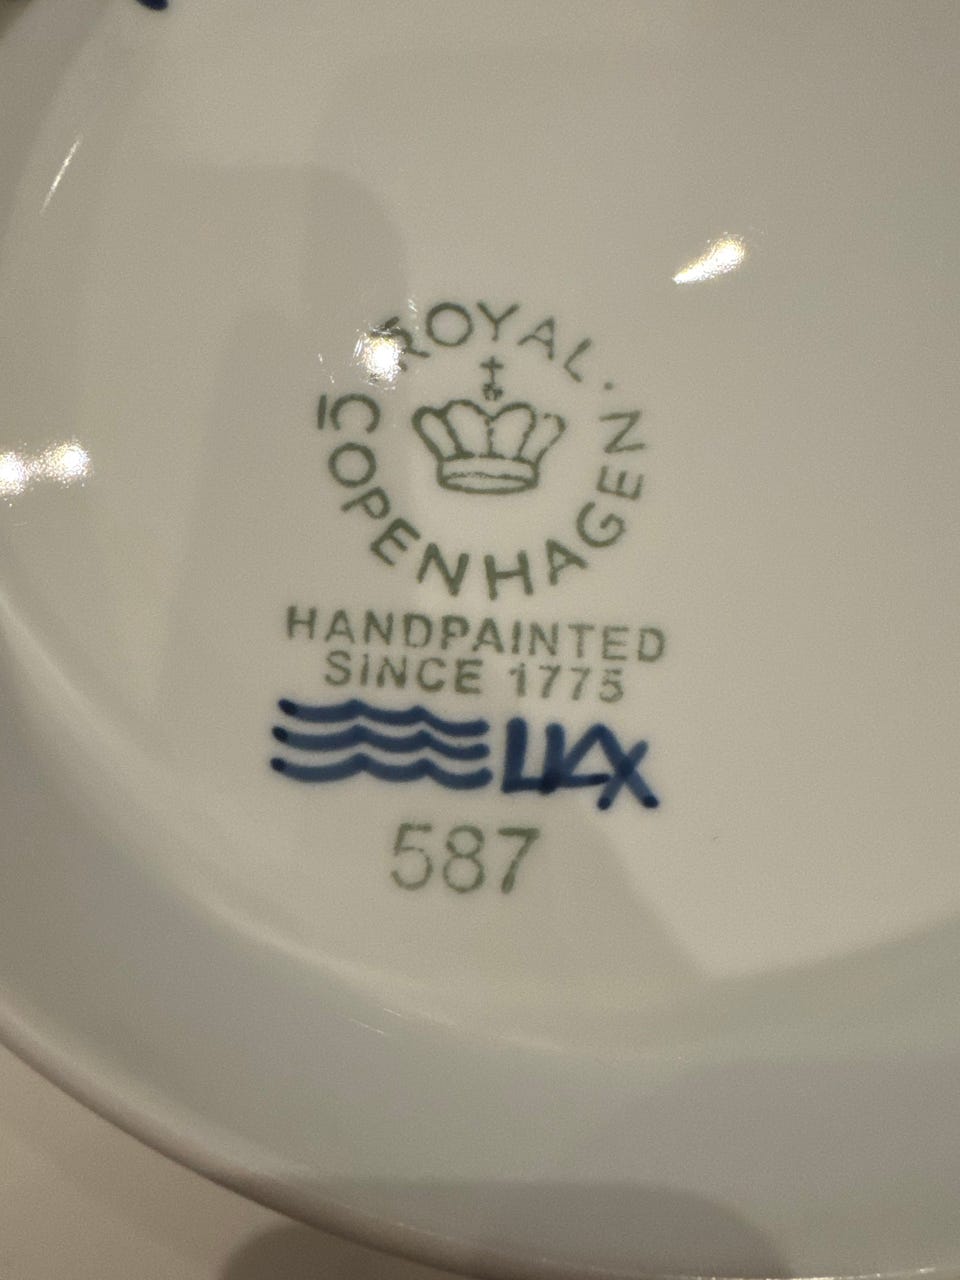 ROYAL
COPENHAGEN
HANDPAINTED
SINCE 1775
587